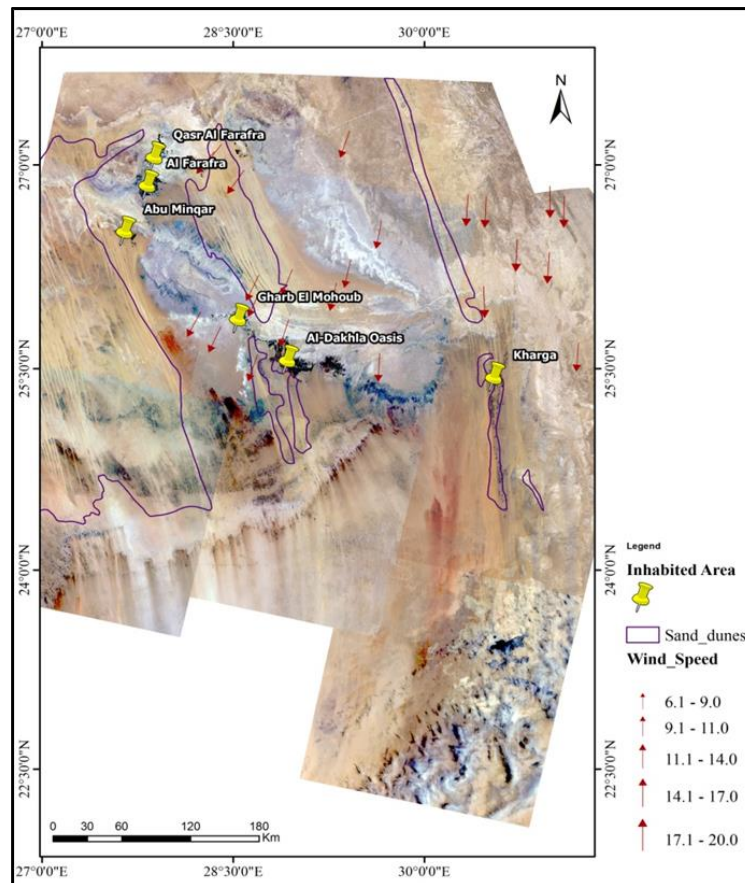 27°0'0"E 28°30'0"E 30°0'0"E
N
Qasr Al Farafra
27°0'0"N 27°0'0"N
Al Farafra
Abu Minqar
Gharb El Mohoub
Al-Dakhla Oasis
Kharga
25°30'0"N 25°30'0"N
24°0'0"N 24°0'0"N
22°30'0"N 22°30'0"N
0 30 60 120 180
Km
27°0'0"E 28°30'0"E 30°0'0"E
Legend
Inhabited Area
Sand_dunes
Wind_Speed
6.1 - 9.0
9.1 - 11.0
11.1 - 14.0
14.1 - 17.0
17.1 - 20.0